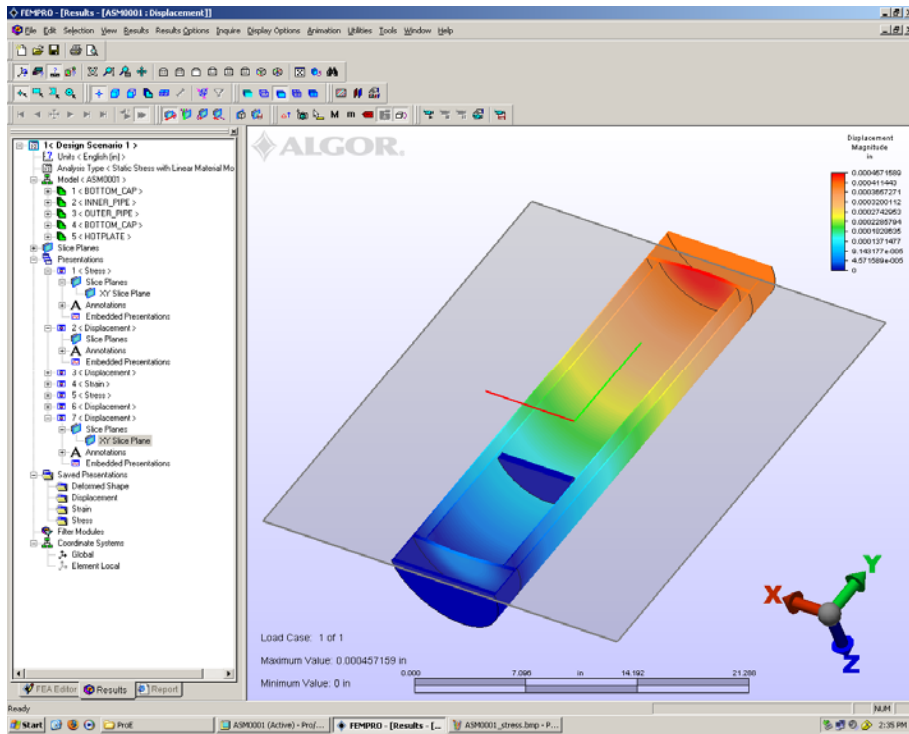 FEMPRO - [Results - [ASM0001 : Displacement]]
File Edit Selection View Results Results Options Inquire Display Options Animation Utilities Tools Window Help
M m
1< Design Scenario 1 >
Units < English (in) >
Analysis Type < Static Stress with Linear Material Mo
Model < ASM0001 >
1 < BOTTOM_CAP >
2 < INNER_PIPE >
3 < OUTER_PIPE >
4 < BOTTOM_CAP >
5 < HOTPLATE >
Slice Planes
Presentations
1 < Stress >
Slice Planes
XY Slice Plane
Annotations
Embedded Presentations
2 < Displacement >
Slice Planes
Annotations
Embedded Presentations
3 < Displacement >
4 < Strain >
5 < Stress >
6 < Displacement >
7 < Displacement >
Slice Planes
XY Slice Plane
Annotations
Embedded Presentations
Saved Presentations
Deformed Shape
Displacement
Strain
Stress
Filter Modules
Coordinate Systems
Global
Element Local
FEA Editor Results Report
ALGOR.
Displacement
Magnitude
in
0.0004571589
0.000411443
0.0003657271
0.0003200112
0.0002742953
0.0002285794
0.0001828635
0.0001371477
9.143177e-005
4.571589e-005
0
X
Y
Z
Load Case: 1 of 1
Maximum Value: 0.000457159 in
Minimum Value: 0 in
0.000 7.096 in 14.192 21.288
Ready
NUM
Start ProE ASM0001 (Active) - Pro/... FEMPRO - [Results - [... ASM0001_stress.bmp - P... 2:35 PM